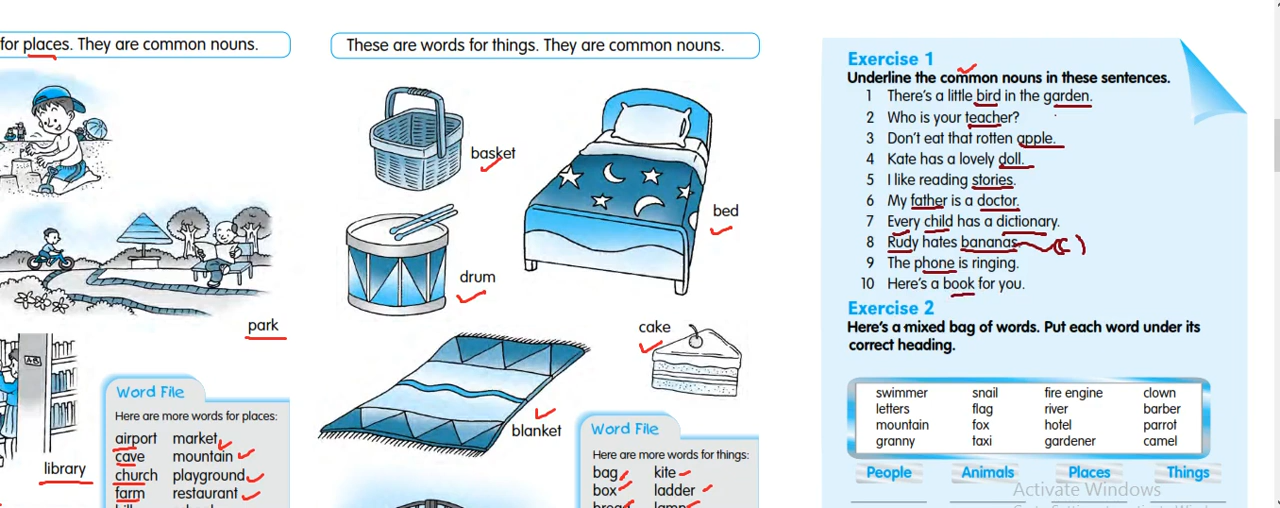 for places. They are common nouns.
park
library
Word File
Here are more words for places:
airport market
cave mountain
church playground
farm restaurant
These are words for things. They are common nouns.
basket
bed
drum
cake
blanket
Word File
Here are more words for things:
bag kite
box ladder
Exercise 1
Underline the common nouns in these sentences.
1 There's a little bird in the garden.
2 Who is your teacher?
3 Don't eat that rotten apple.
4 Kate has a lovely doll.
5 I like reading stories.
6 My father is a doctor.
7 Every child has a dictionary.
8 Rudy hates bananas
9 The phone is ringing.
10 Here's a book for you.
Exercise 2
Here's a mixed bag of words. Put each word under its
correct heading.
swimmer snail fire engine clown
letters flag river barber
mountain fox hotel parrot
granny taxi gardener camel
People Animals Places Things
Activate Windows